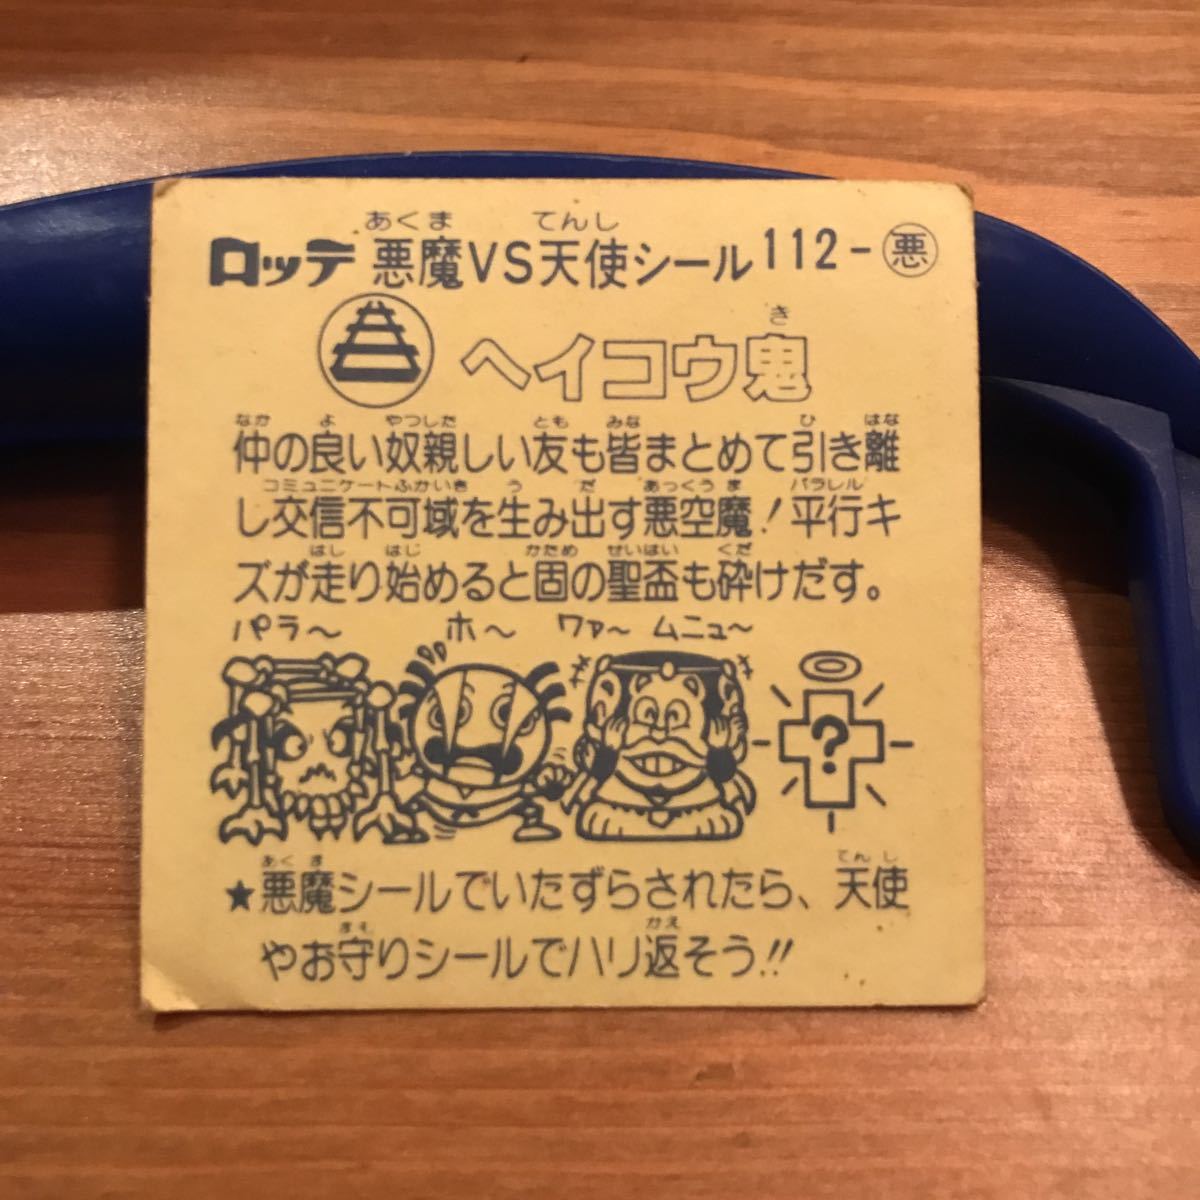 あくま てんし
ロッテ 悪魔VS天使シール112-悪
き
ヘイコウ鬼
なか よ やつした とも みな ひ はな
仲の良い奴親しい友も皆まとめて引き離
コミュニケートふかいき う だ あっくうま パラレル
し交信不可域を生み出す悪空魔!平行キ
はし はじ かため せいはい くだ
ズが走り始めると固の聖盃も砕けだす。
パラ〜 ホ〜 ワァ〜 ムニュ〜
?
あくま てんし
★悪魔シールでいたずらされたら、天使
まも かえ
やお守りシールでハリ返そう!!